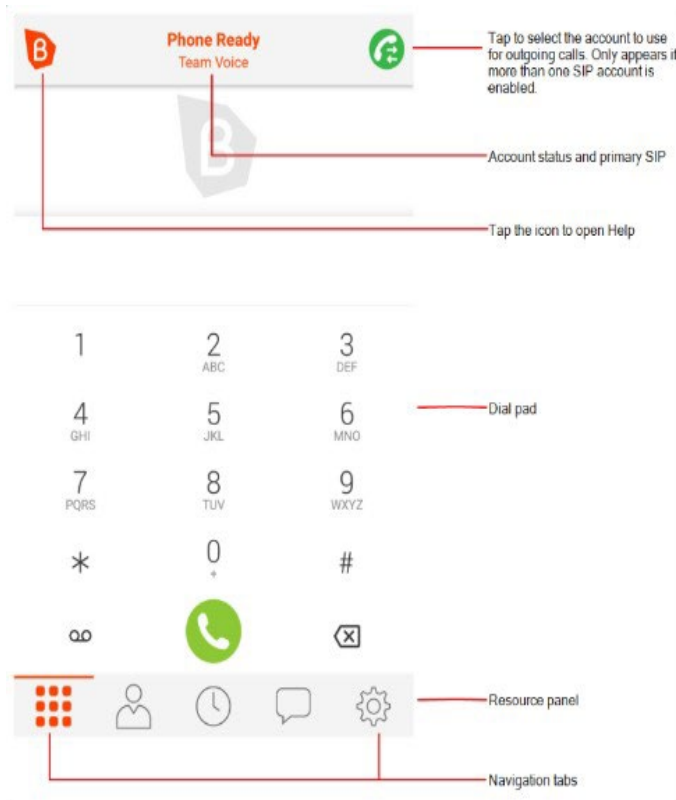 B
Phone Ready
Team Voice
Tap to select the account to use
for outgoing calls. Only appears if
more than one SIP account is
enabled.
B
Account status and primary SIP
Tap the icon to open Help
1 2 3
ABC DEF
4 5 6
GHI JKL MNO
Dial pad
7 8 9
PQRS TUV WXYZ
* 0 #
+
Resource panel
Navigation tabs